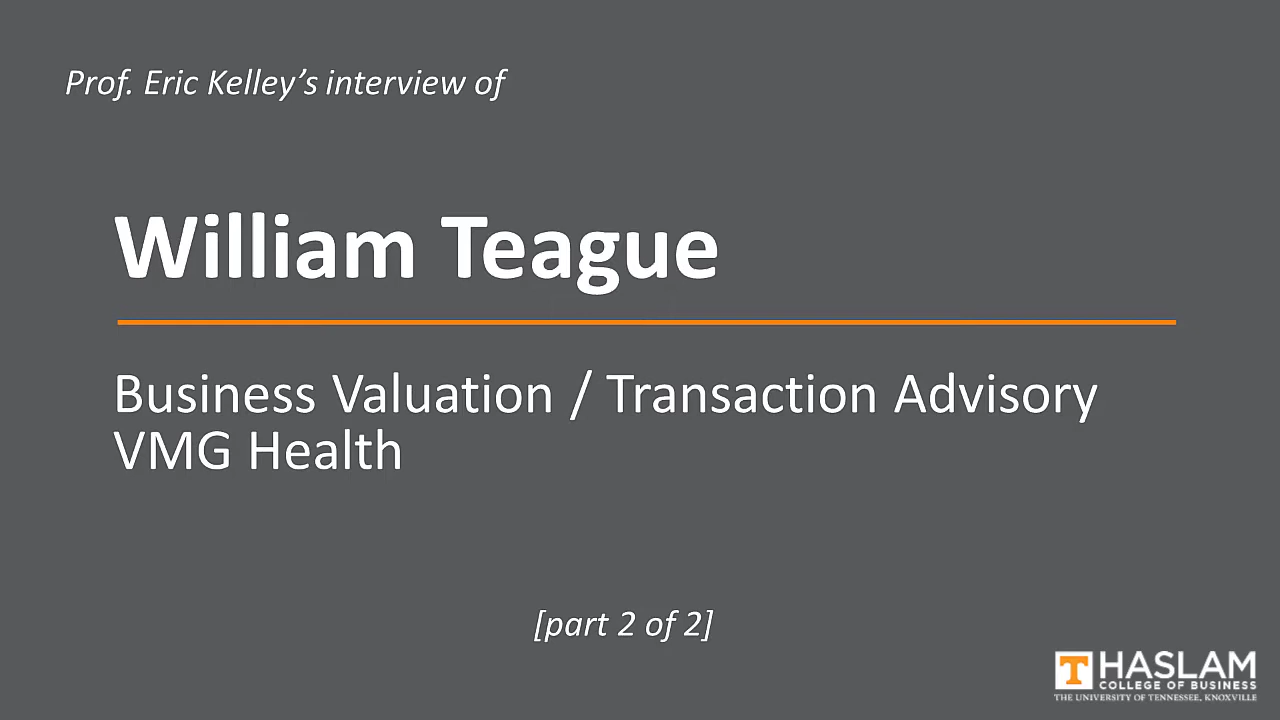 Prof. Eric Kelley’s interview of
William Teague
Business Valuation / Transaction Advisory
VMG Health
[part 2 of 2]
T HASLAM
COLLEGE OF BUSINESS
THE UNIVERSITY OF TENNESSEE, KNOXVILLE